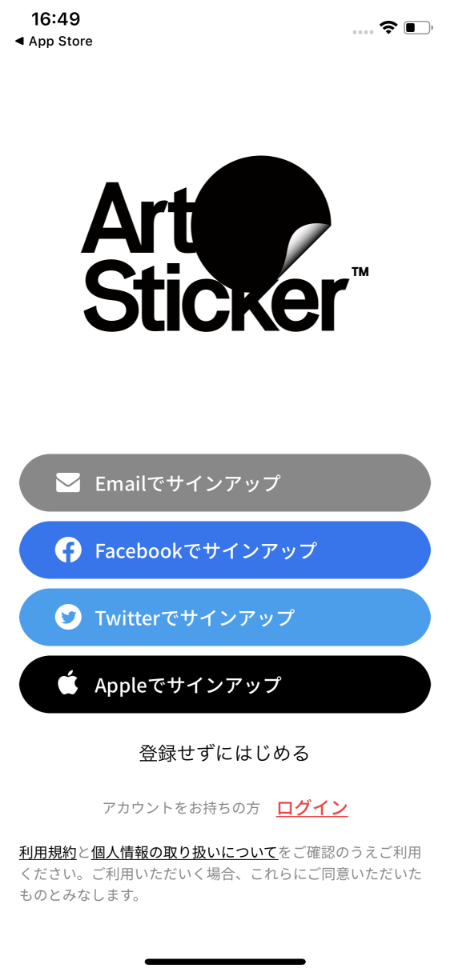 16:49
◀ App Store
Art
Sticker™
Emailでサインアップ
Facebookでサインアップ
Twitterでサインアップ
Appleでサインアップ
登録せずにはじめる
アカウントをお持ちの方 ログイン
利用規約と個人情報の取り扱いについてをご確認のうえご利用
ください。ご利用いただく場合、これらにご同意いただいた
ものとみなします。